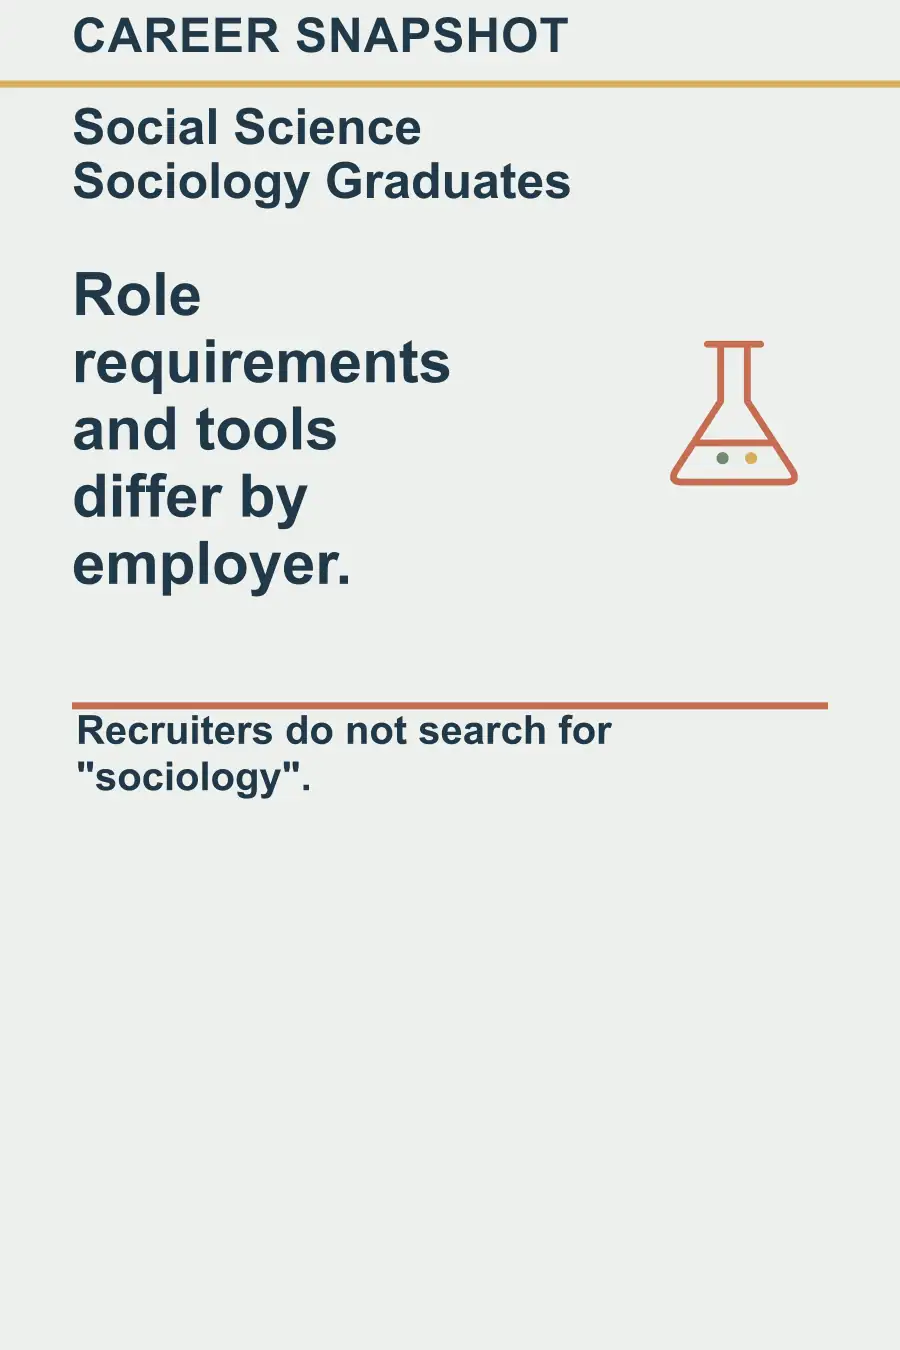 CAREER SNAPSHOT
Social Science
Sociology Graduates
Role
requirements
and tools
differ by
employer.
Recruiters do not search for
"sociology".